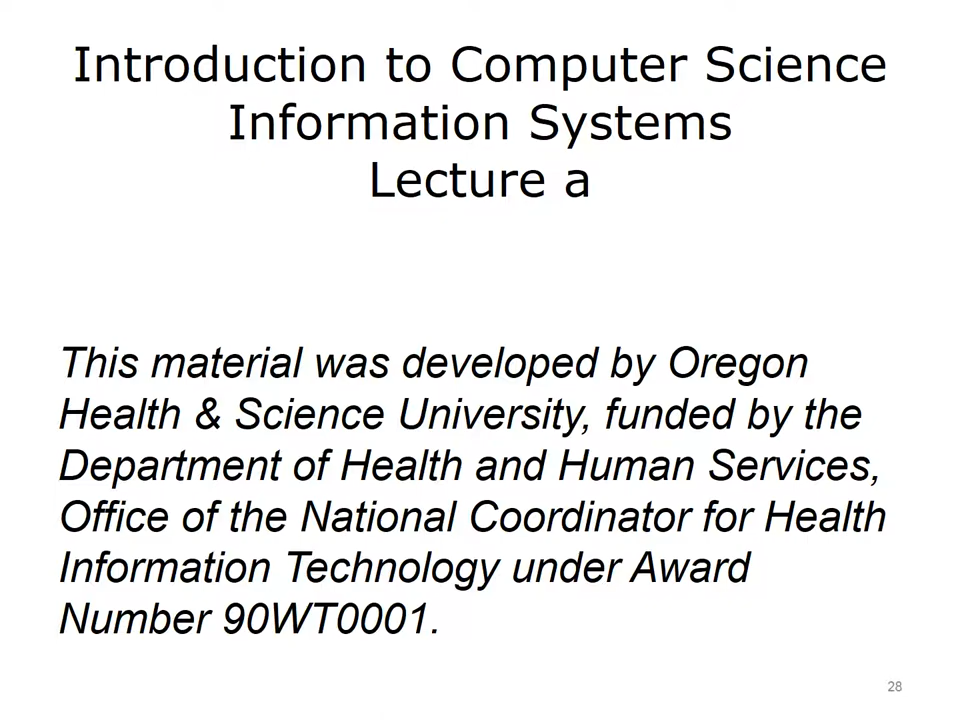 Introduction to Computer Science
Information Systems
Lecture a
This material was developed by Oregon
Health & Science University, funded by the
Department of Health and Human Services,
Office of the National Coordinator for Health
Information Technology under Award
Number 90WT0001.
28